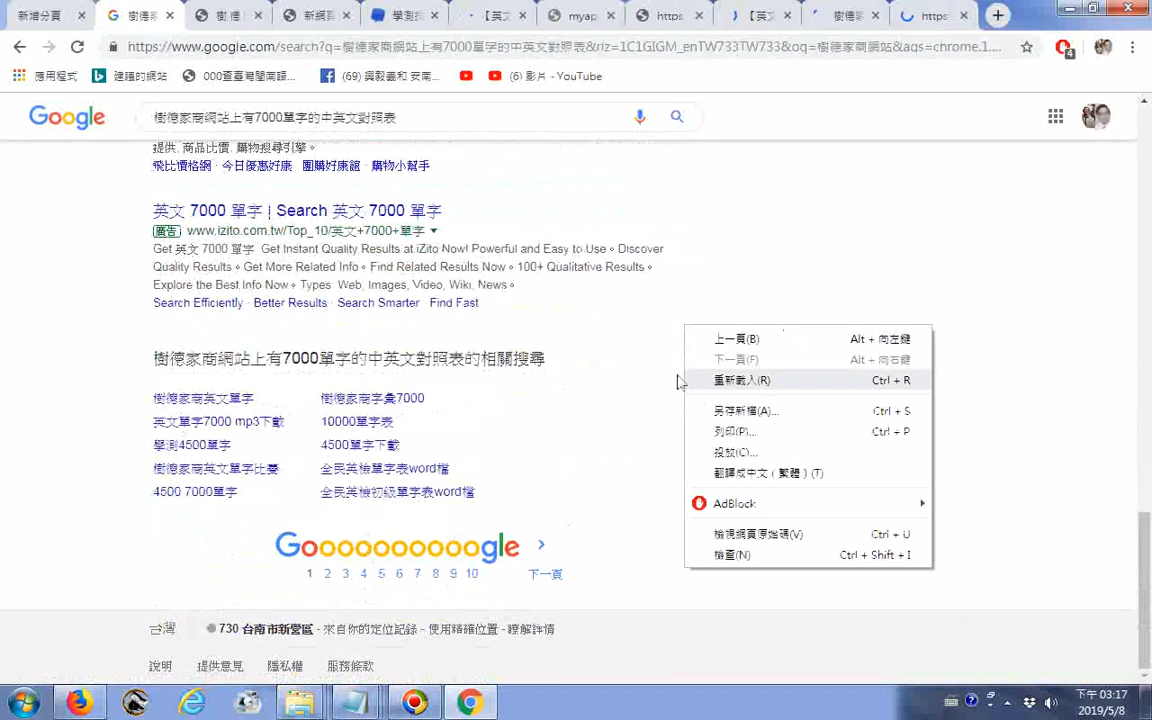 新增分頁
樹德家
樹 德
新網頁
學測技
【英文
myap
https:
【英文
樹德家
https:
https://www.google.com/search?q=樹德家商網站上有7000單字的中英文對照表&rlz=1C1GIGM_enTW733TW733&oq=樹德家商網站&aqs=chrome.1....
4
應用程式
建議的網站
000查臺灣閩南語...
(69) 吳毅嘉和 安南...
(6) 影片 - YouTube
Google
樹德家商網站上有7000單字的中英文對照表
提供, 商品比價, 購物搜尋引擎。
飛比價格網 · 今日優惠好康 · 團購好康館 · 購物小幫手
英文 7000 單字 | Search 英文 7000 單字
廣告 www.izito.com.tw/Top_10/英文+7000+單字
Get 英文 7000 單字 Get Instant Quality Results at iZito Now! Powerful and Easy to Use。Discover
Quality Results。Get More Related Info。Find Related Results Now。100+ Qualitative Results。
Explore the Best Info Now。Types Web, Images, Video, Wiki, News。
Search Efficiently · Better Results · Search Smarter · Find Fast
樹德家商網站上有7000單字的中英文對照表的相關搜尋
樹德家商英文單字
樹德家商字彙7000
英文單字7000 mp3下載
10000單字表
學測4500單字
4500單字下載
樹德家商英文單字比賽
全民英檢單字表word檔
4500 7000單字
全民英檢初級單字表word檔
上一頁(B) Alt + 向左鍵
下一頁(F) Alt + 向右鍵
重新載入(R) Ctrl + R
另存新檔(A)... Ctrl + S
列印(P)... Ctrl + P
投放(C)...
翻譯成中文（繁體）(T)
AdBlock
檢視網頁原始碼(V) Ctrl + U
檢查(N) Ctrl + Shift + I
Goooooooooogle
1 2 3 4 5 6 7 8 9 10 下一頁
台灣
730 台南市新營區 - 來自你的定位記錄 - 使用精確位置 - 瞭解詳情
說明 提供意見 隱私權 服務條款
下午 03:17
2019/5/8